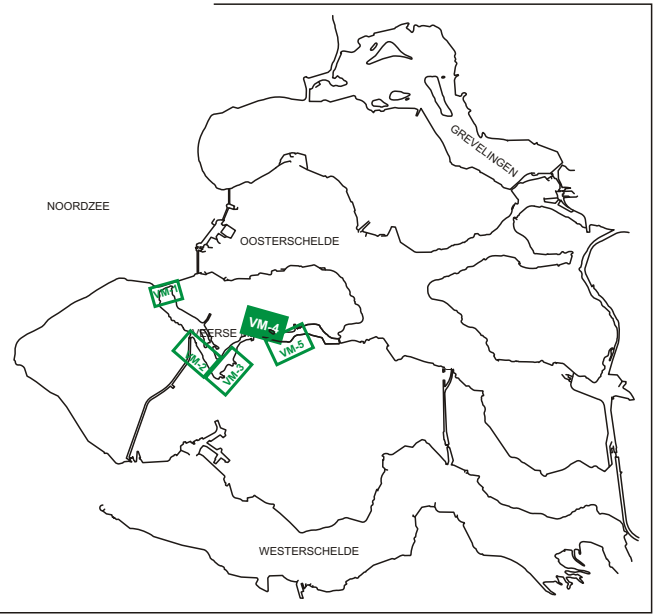 GREVELINGEN
NOORDZEE
OOSTERSCHELDE
VM-1
VM-4
VEERSE
VM-5
VM-2
VM-3
WESTERSCHELDE